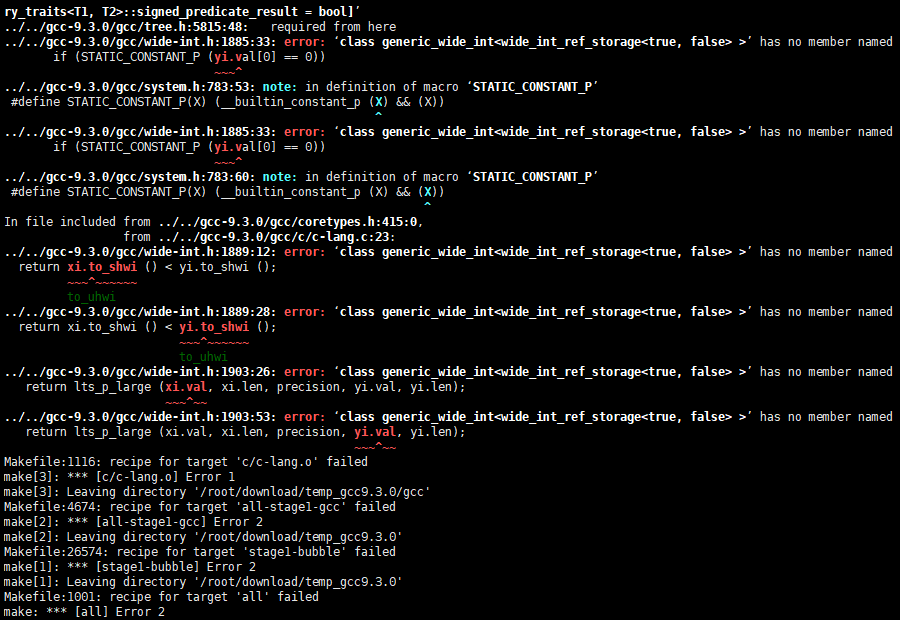 ry_traits<T1, T2>::signed_predicate_result = bool]’
../../gcc-9.3.0/gcc/tree.h:5815:48:   required from here
../../gcc-9.3.0/gcc/wide-int.h:1885:33: error: ‘class generic_wide_int<wide_int_ref_storage<true, false> >’ has no member named
       if (STATIC_CONSTANT_P (yi.val[0] == 0))
                              ~~~^
../../gcc-9.3.0/gcc/system.h:783:53: note: in definition of macro ‘STATIC_CONSTANT_P’
 #define STATIC_CONSTANT_P(X) (__builtin_constant_p (X) && (X))
                                                     ^
../../gcc-9.3.0/gcc/wide-int.h:1885:33: error: ‘class generic_wide_int<wide_int_ref_storage<true, false> >’ has no member named
       if (STATIC_CONSTANT_P (yi.val[0] == 0))
                              ~~~^
../../gcc-9.3.0/gcc/system.h:783:60: note: in definition of macro ‘STATIC_CONSTANT_P’
 #define STATIC_CONSTANT_P(X) (__builtin_constant_p (X) && (X))
                                                            ^
In file included from ../../gcc-9.3.0/gcc/coretypes.h:415:0,
                 from ../../gcc-9.3.0/gcc/c/c-lang.c:23:
../../gcc-9.3.0/gcc/wide-int.h:1889:12: error: ‘class generic_wide_int<wide_int_ref_storage<true, false> >’ has no member named
  return xi.to_shwi () < yi.to_shwi ();
         ~~~^~~~~~~
         to_uhwi
../../gcc-9.3.0/gcc/wide-int.h:1889:28: error: ‘class generic_wide_int<wide_int_ref_storage<true, false> >’ has no member named
  return xi.to_shwi () < yi.to_shwi ();
                         ~~~^~~~~~~
                         to_uhwi
../../gcc-9.3.0/gcc/wide-int.h:1903:26: error: ‘class generic_wide_int<wide_int_ref_storage<true, false> >’ has no member named
   return lts_p_large (xi.val, xi.len, precision, yi.val, yi.len);
                       ~~~^~~
../../gcc-9.3.0/gcc/wide-int.h:1903:53: error: ‘class generic_wide_int<wide_int_ref_storage<true, false> >’ has no member named
   return lts_p_large (xi.val, xi.len, precision, yi.val, yi.len);
                                                  ~~~^~~
Makefile:1116: recipe for target 'c/c-lang.o' failed
make[3]: *** [c/c-lang.o] Error 1
make[3]: Leaving directory '/root/download/temp_gcc9.3.0/gcc'
Makefile:4674: recipe for target 'all-stage1-gcc' failed
make[2]: *** [all-stage1-gcc] Error 2
make[2]: Leaving directory '/root/download/temp_gcc9.3.0'
Makefile:26574: recipe for target 'stage1-bubble' failed
make[1]: *** [stage1-bubble] Error 2
make[1]: Leaving directory '/root/download/temp_gcc9.3.0'
Makefile:1001: recipe for target 'all' failed
make: *** [all] Error 2